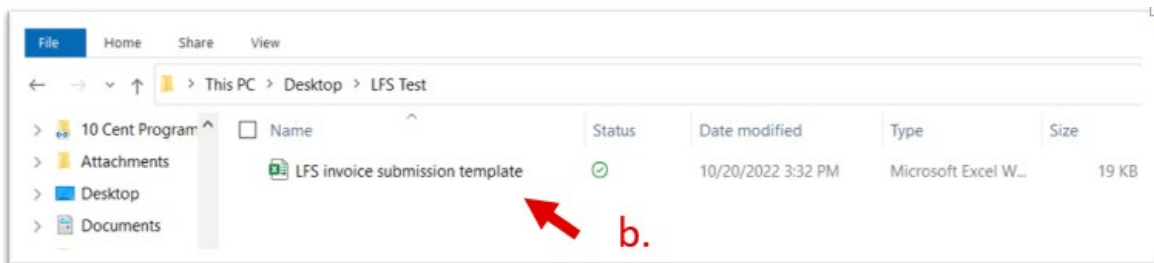 File Home Share View
This PC > Desktop > LFS Test
10 Cent Program Name Status Date modified Type Size
Attachments LFS invoice submission template 10/20/2022 3:32 PM Microsoft Excel W... 19 KB
Desktop
Documents
b.